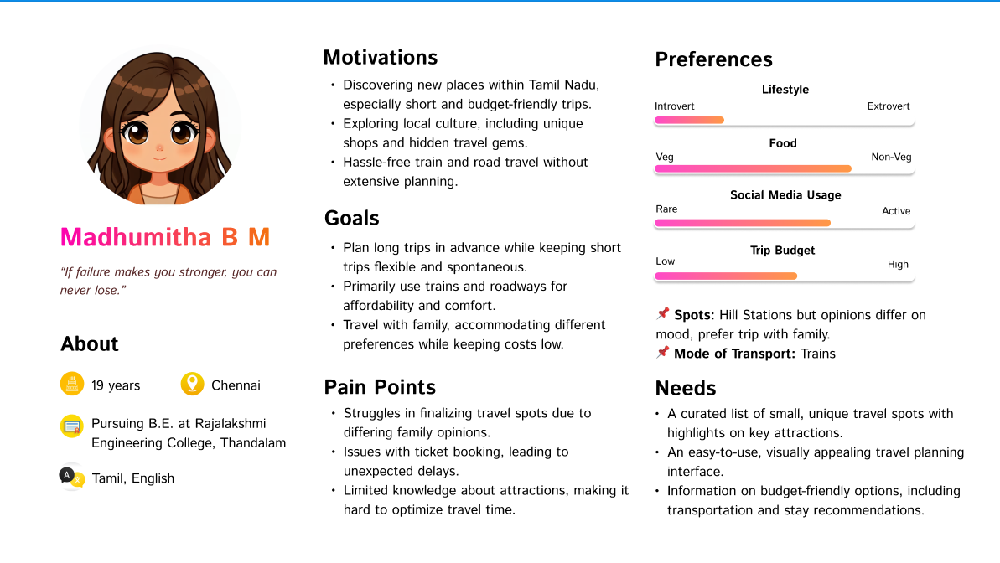 Madhumitha B M
“If failure makes you stronger, you can
never lose.”
About
19 years
Chennai
Pursuing B.E. at Rajalakshmi
Engineering College, Thandalam
A
Tamil, English
Motivations
• Discovering new places within Tamil Nadu,
especially short and budget-friendly trips.
• Exploring local culture, including unique
shops and hidden travel gems.
• Hassle-free train and road travel without
extensive planning.
Goals
• Plan long trips in advance while keeping short
trips flexible and spontaneous.
• Primarily use trains and roadways for
affordability and comfort.
• Travel with family, accommodating different
preferences while keeping costs low.
Pain Points
• Struggles in finalizing travel spots due to
differing family opinions.
• Issues with ticket booking, leading to
unexpected delays.
• Limited knowledge about attractions, making it
hard to optimize travel time.
Preferences
Lifestyle
Introvert Extrovert
Food
Veg Non-Veg
Social Media Usage
Rare Active
Trip Budget
Low High
📌 Spots: Hill Stations but opinions differ on
mood, prefer trip with family.
📌 Mode of Transport: Trains
Needs
• A curated list of small, unique travel spots with
highlights on key attractions.
• An easy-to-use, visually appealing travel planning
interface.
• Information on budget-friendly options, including
transportation and stay recommendations.